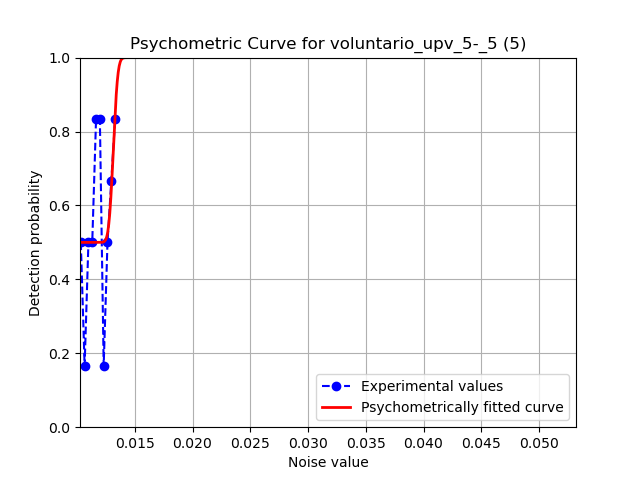 Psychometric Curve for voluntario_upv_5-_5 (5)
1.0
0.8
0.6
0.4
0.2
0.0
Detection probability
0.015 0.020 0.025 0.030 0.035 0.040 0.045 0.050
Noise value
Experimental values
Psychometrically fitted curve